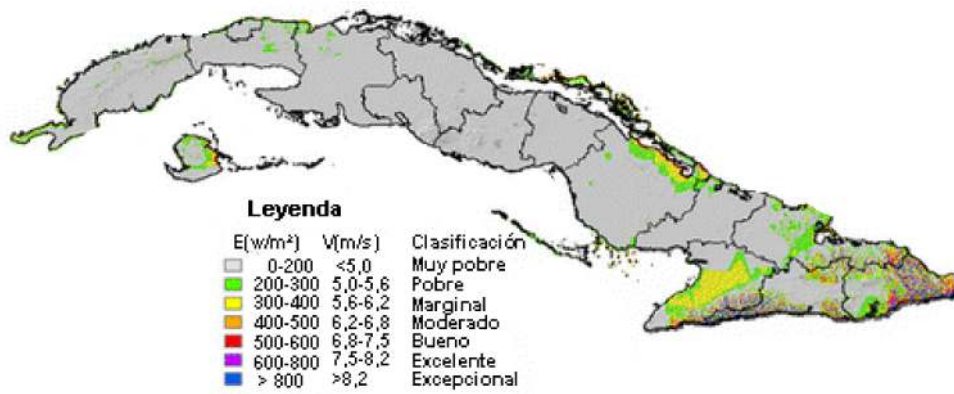 Leyenda
E(w/m²) V(m/s) Clasificación
0-200 <5,0 Muy pobre
200-300 5,0-5,6 Pobre
300-400 5,6-6,2 Marginal
400-500 6,2-6,8 Moderado
500-600 6,8-7,5 Bueno
600-800 7,5-8,2 Excelente
> 800 >8,2 Excepcional